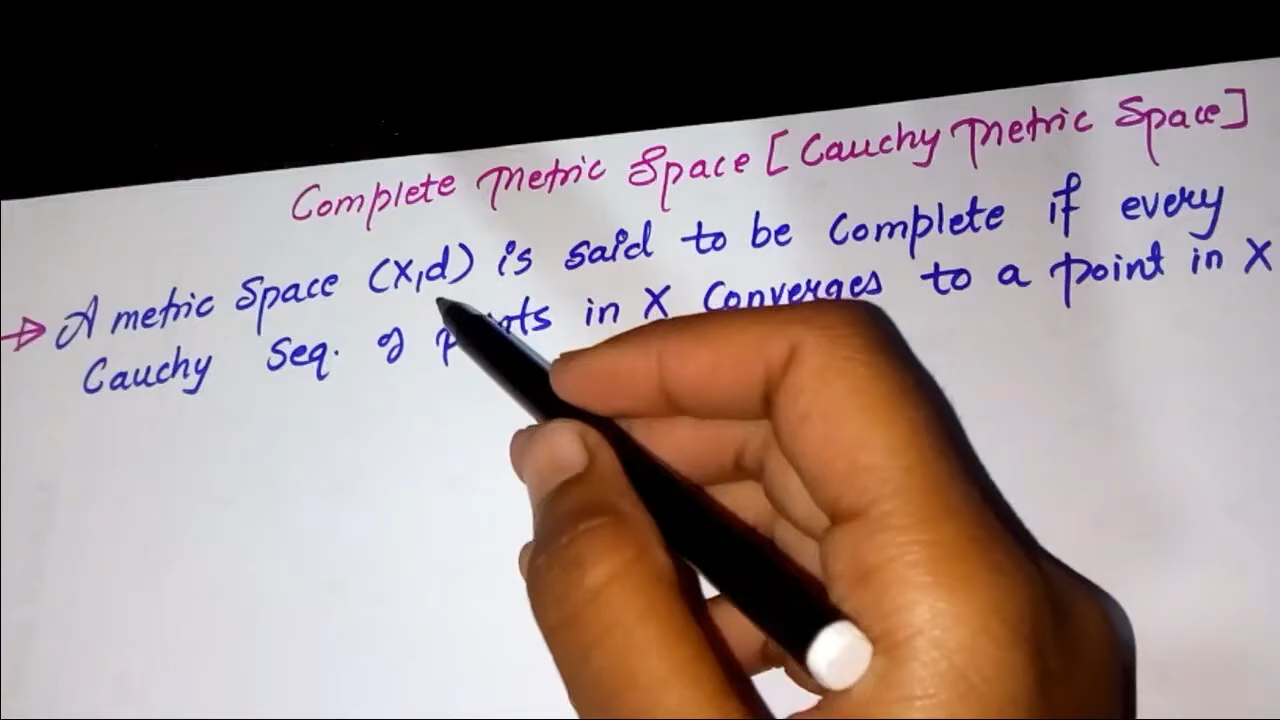 Complete Metric Space [Cauchy Metric Space]
A metric Space (X,d) is said to be Complete if every
Cauchy Seq. of points in X Converges to a point in X